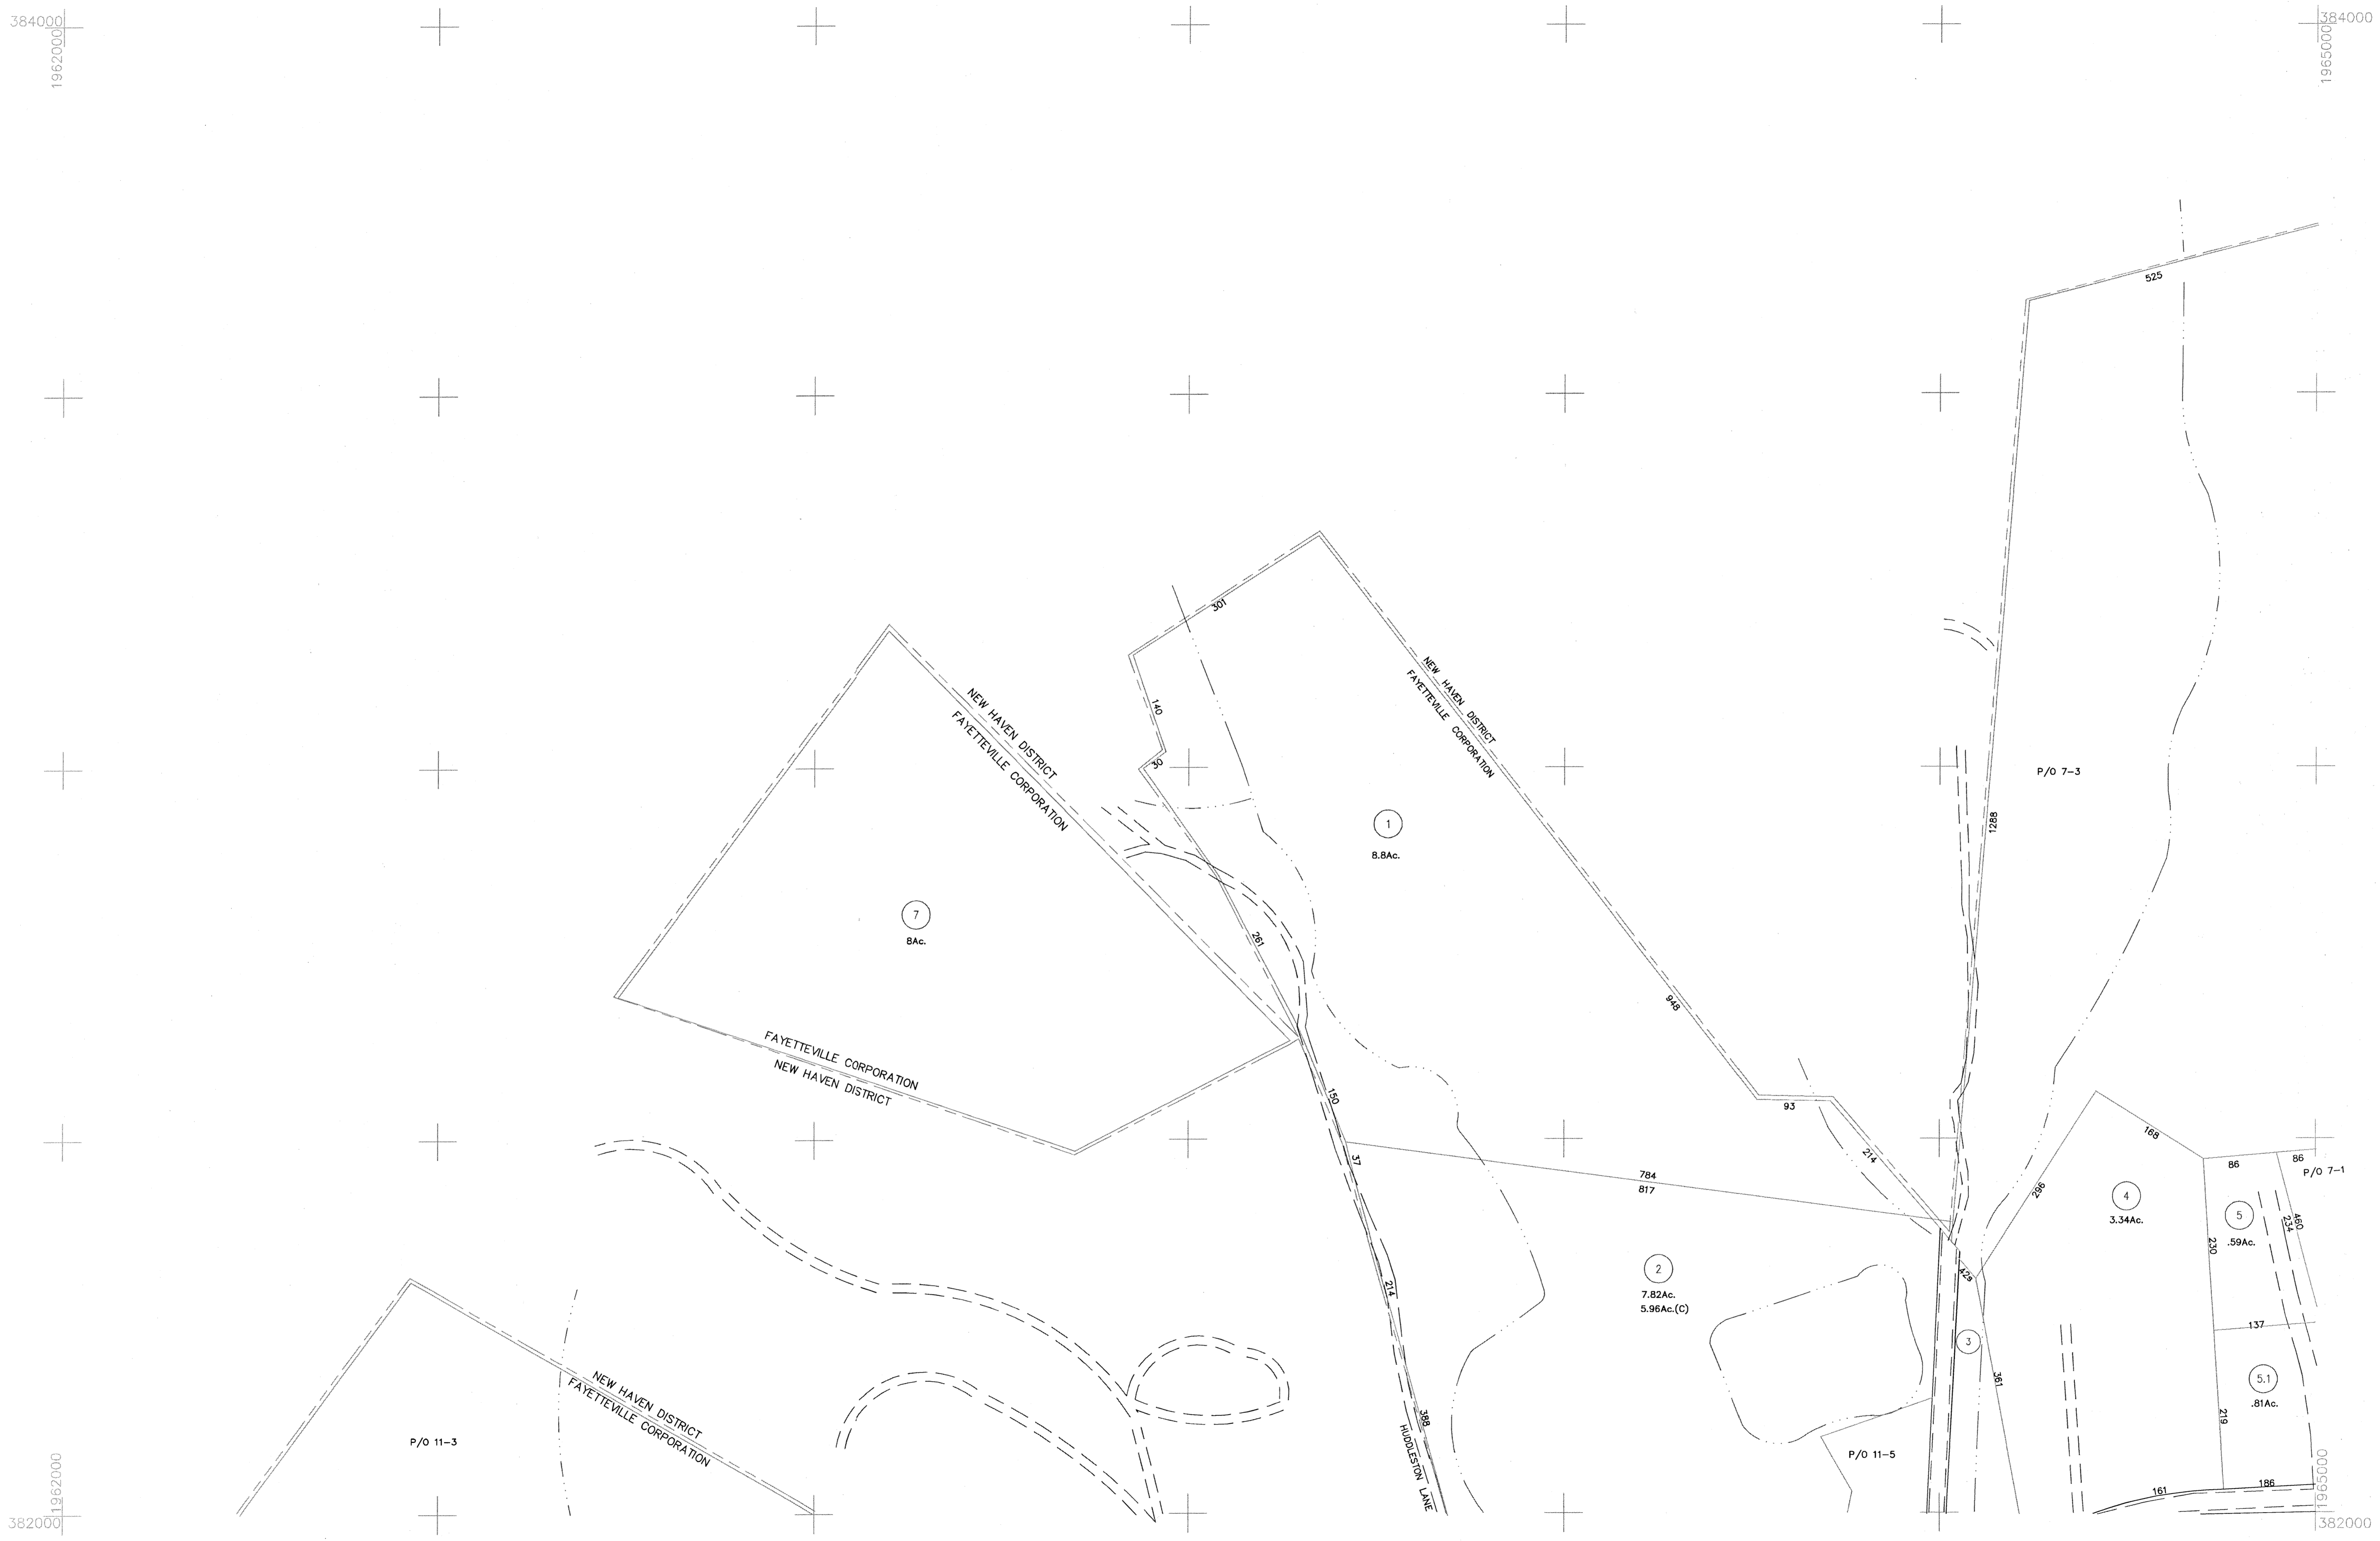 384000
1962000
384000
1965000
525
301
NEW HAVEN DISTRICT
FAYETTEVILLE CORPORATION
140
NEW HAVEN DISTRICT
FAYETTEVILLE CORPORATION
30
P/O 7-3
1288
1
8.8Ac.
7
8Ac.
261
948
FAYETTEVILLE CORPORATION
NEW HAVEN DISTRICT
150
93
37
214
168
86
86
P/O 7-1
784
817
296
4
3.34Ac.
5
.59Ac.
460
234
230
2
7.82Ac.
5.96Ac.(C)
429
214
3
137
361
5.1
.81Ac.
NEW HAVEN DISTRICT
FAYETTEVILLE CORPORATION
388
219
P/O 11-3
HUDDLESTON LANE
P/O 11-5
161
186
1962000
382000
1965000
382000